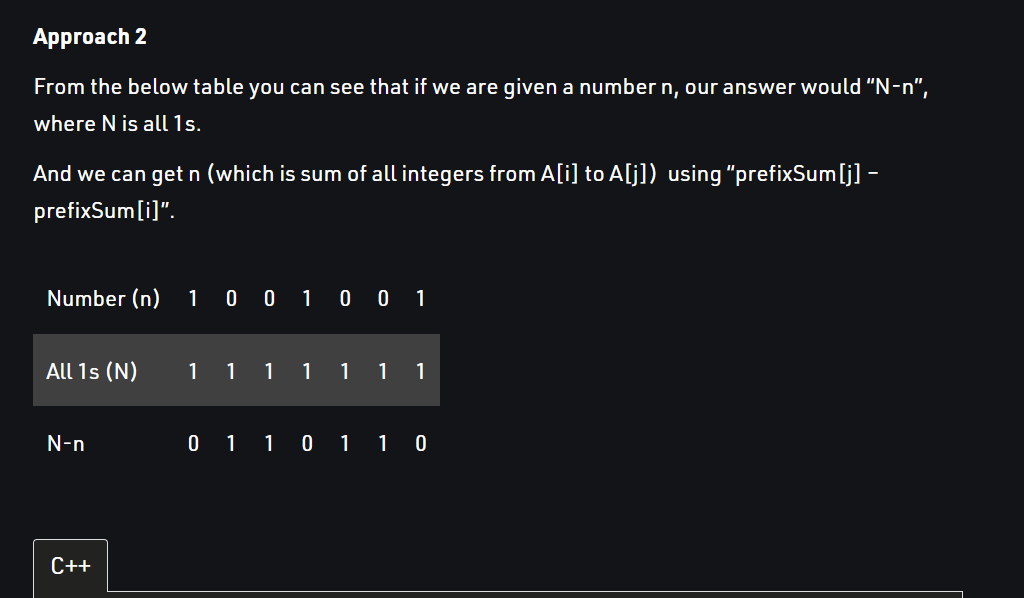 Approach 2
From the below table you can see that if we are given a number n, our answer would “N-n”,
where N is all 1s.
And we can get n (which is sum of all integers from A[i] to A[j]) using “prefixSum[j] –
prefixSum[i]”.
Number (n) 1 0 0 1 0 0 1
All 1s (N) 1 1 1 1 1 1 1
N-n 0 1 1 0 1 1 0
C++